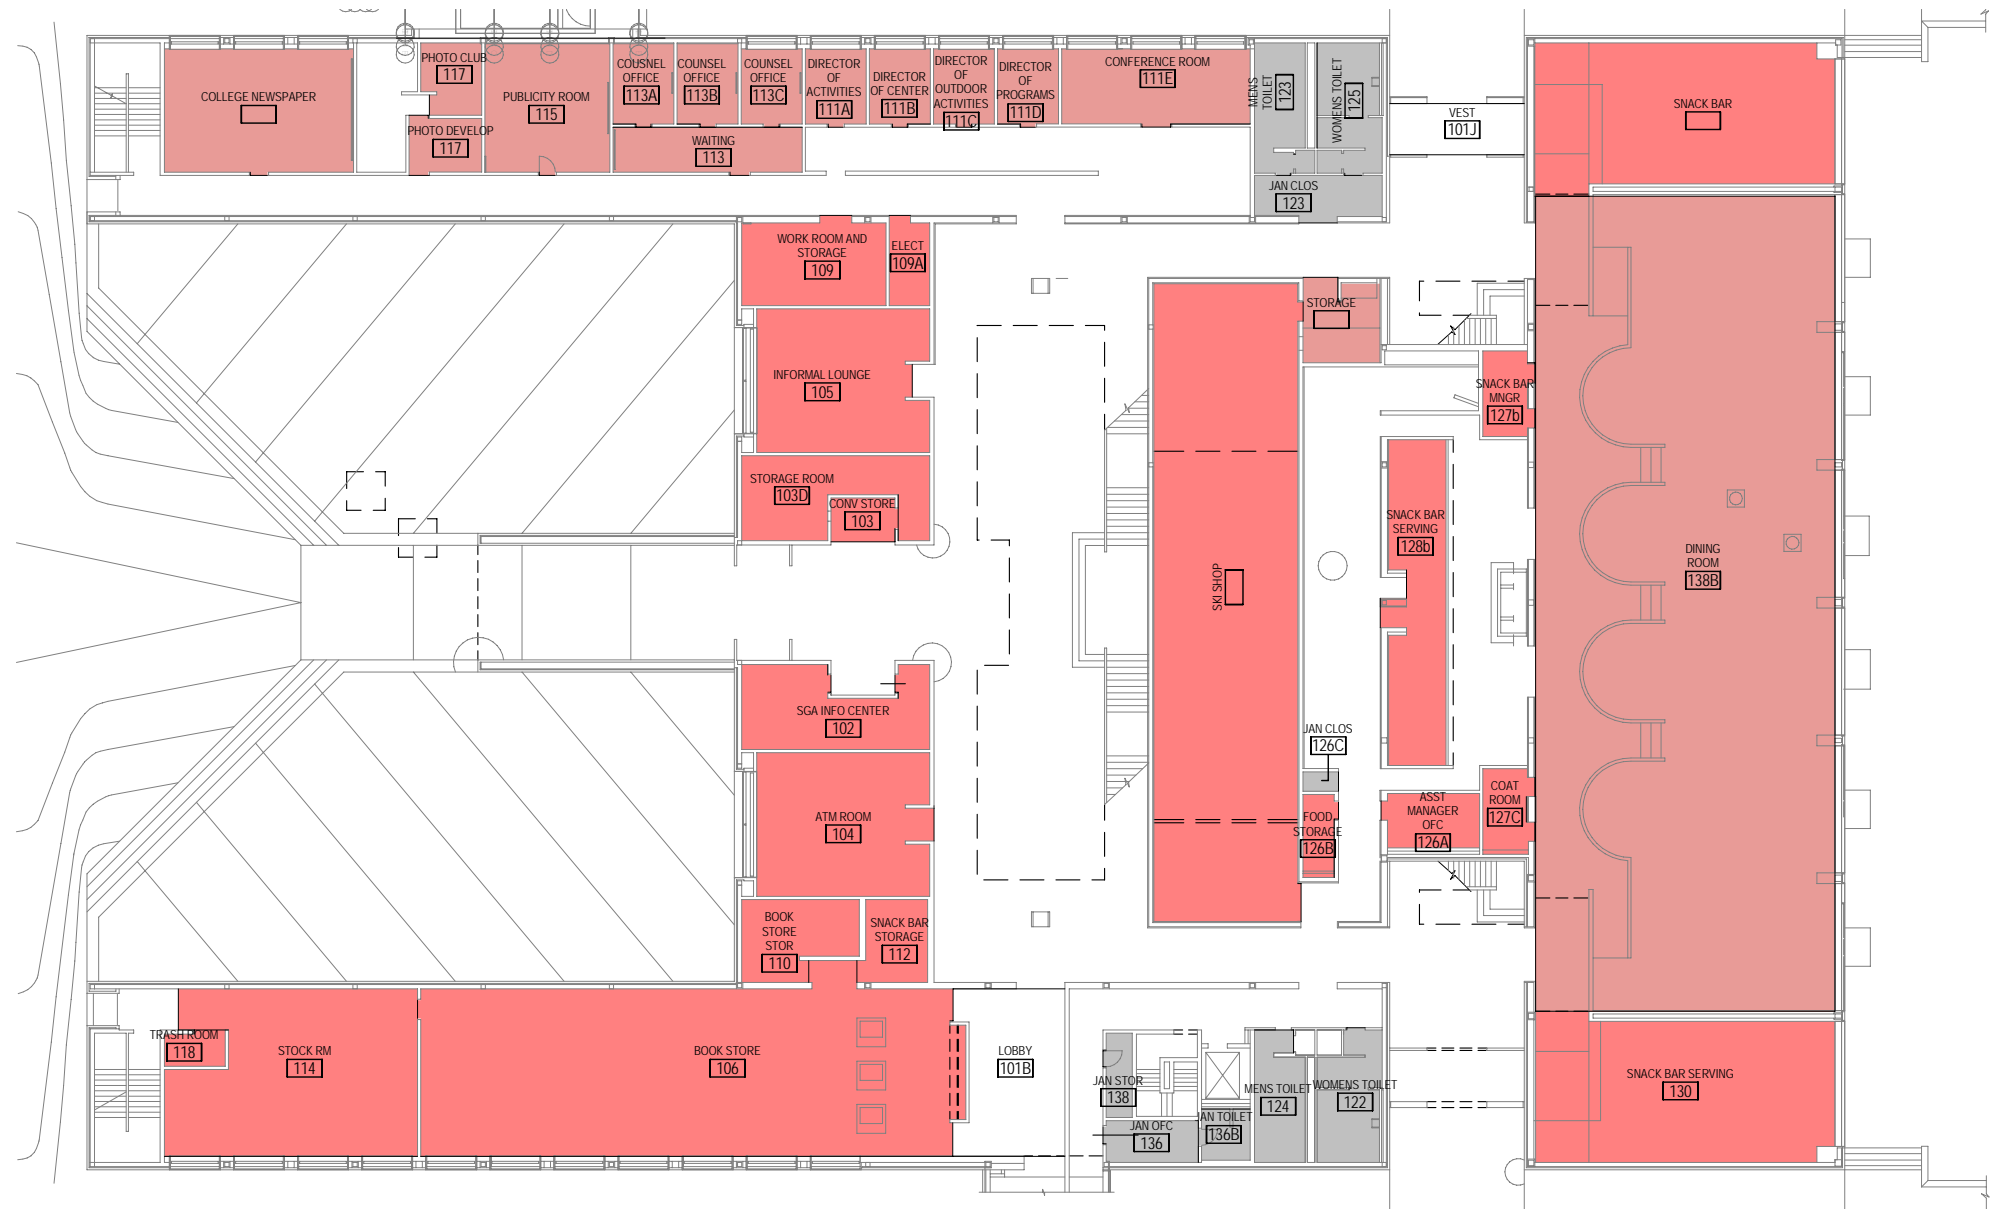 COLLEGE NEWSPAPER
PHOTO CLUB
117
PHOTO DEVELOP
117
PUBLICITY ROOM
115
COUSNEL
OFFICE
113A
COUNSEL
OFFICE
113B
COUNSEL
OFFICE
113C
WAITING
113
DIRECTOR
OF
ACTIVITIES
111A
DIRECTOR
OF CENTER
111B
DIRECTOR
OF
OUTDOOR
ACTIVITIES
111C
DIRECTOR
OF
PROGRAMS
111D
CONFERENCE ROOM
111E
MENS
TOILET
123
WOMENS TOILET
125
JAN CLOS
123
VEST
101J
SNACK BAR
WORK ROOM AND
STORAGE
109
ELECT
109A
STORAGE
INFORMAL LOUNGE
105
SNACK BAR
MNGR
127b
STORAGE ROOM
103D
CONV STORE
103
SNACK BAR
SERVING
128b
SKI SHOP
DINING
ROOM
138B
SGA INFO CENTER
102
JAN CLOS
126C
ATM ROOM
104
FOOD
STORAGE
126B
ASST
MANAGER
OFC
126A
COAT
ROOM
127C
BOOK
STORE
STOR
110
SNACK BAR
STORAGE
112
TRASH ROOM
118
STOCK RM
114
BOOK STORE
106
LOBBY
101B
JAN STOR
138
JAN OFC
136
JAN TOILET
136B
MENS TOILET
124
WOMENS TOILET
122
SNACK BAR SERVING
130